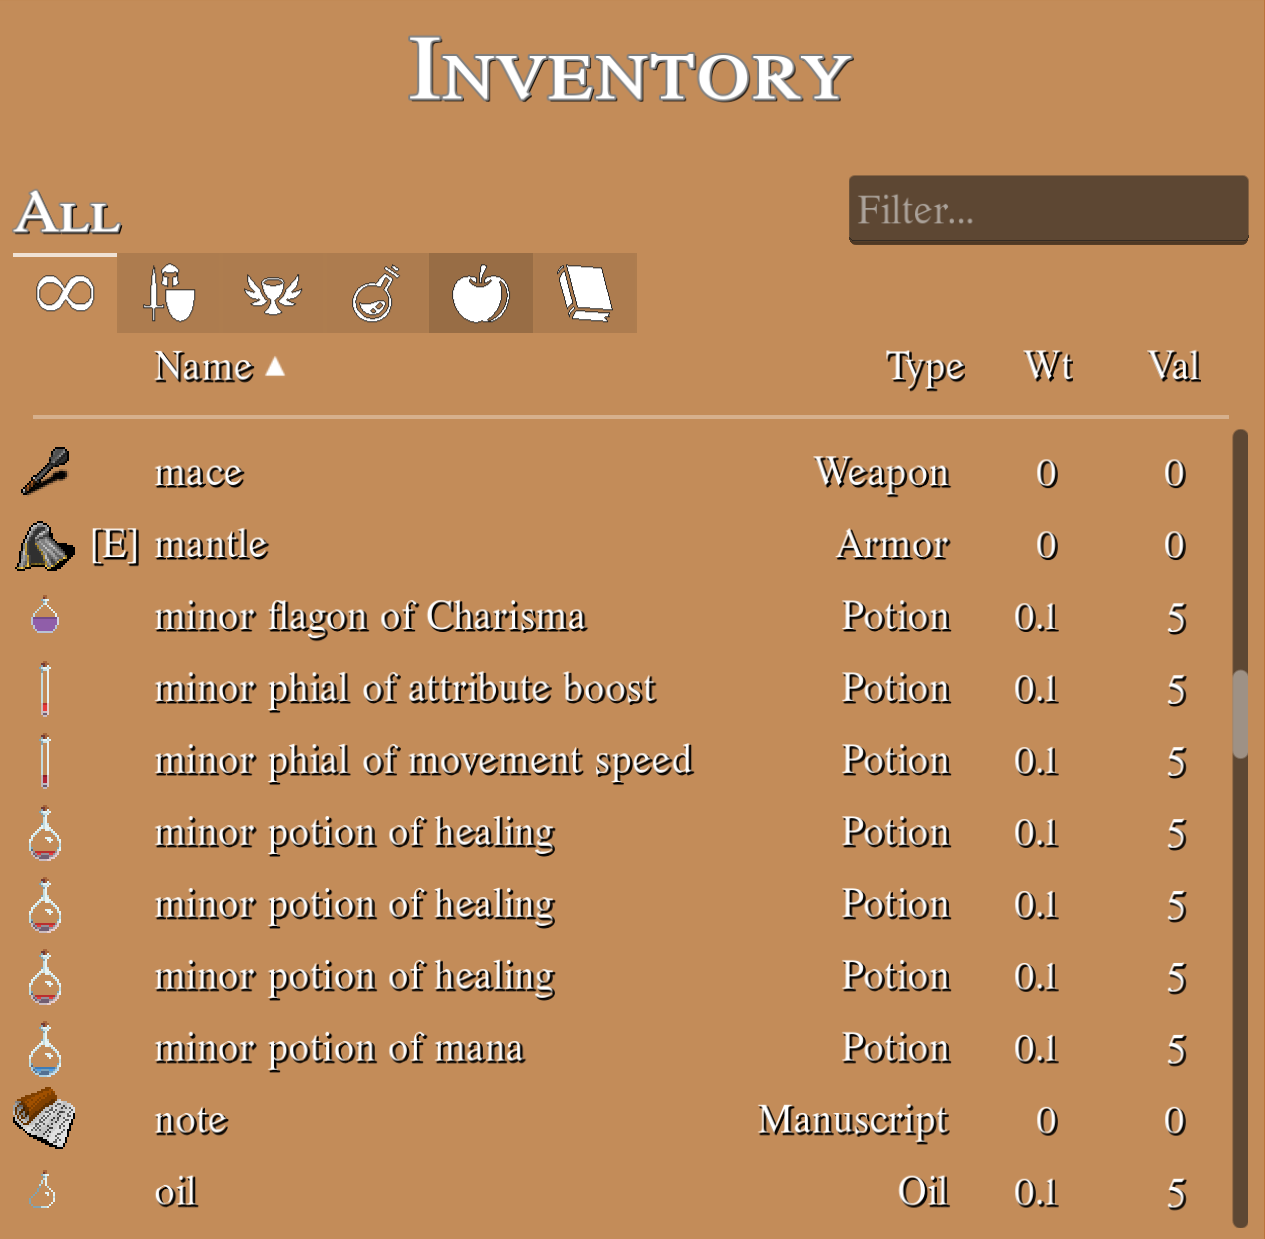 Inventory
All
Filter...
Name ▲ Type Wt Val
mace Weapon 0 0
[E] mantle Armor 0 0
minor flagon of Charisma Potion 0.1 5
minor phial of attribute boost Potion 0.1 5
minor phial of movement speed Potion 0.1 5
minor potion of healing Potion 0.1 5
minor potion of healing Potion 0.1 5
minor potion of healing Potion 0.1 5
minor potion of mana Potion 0.1 5
note Manuscript 0 0
oil Oil 0.1 5